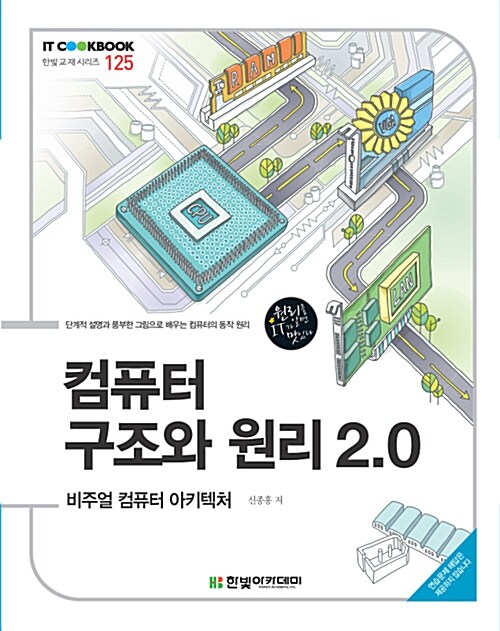 IT COOKBOOK
한빛 교재 시리즈 125
RAM
VGA
CPU
LAN
단계적 설명과 풍부한 그림으로 배우는 컴퓨터의 동작 원리
원리를
알면
IT가
맛있다
컴퓨터
구조와 원리 2.0
비주얼 컴퓨터 아키텍처 신종홍 저
연습문제 해답은
제공하지 않습니다
HB 한빛아카데미